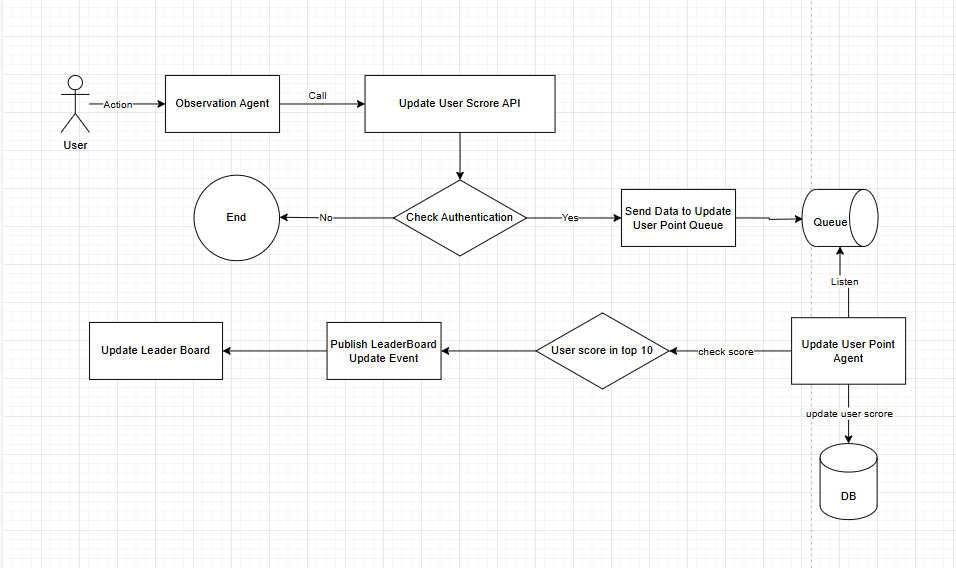 Action
Observation Agent
Call
Update User Scrore API
User
End
No
Check Authentication
Yes
Send Data to Update
User Point Queue
Queue
Listen
Update Leader Board
Publish LeaderBoard
Update Event
User score in top 10
check score
Update User Point
Agent
update user scrore
DB